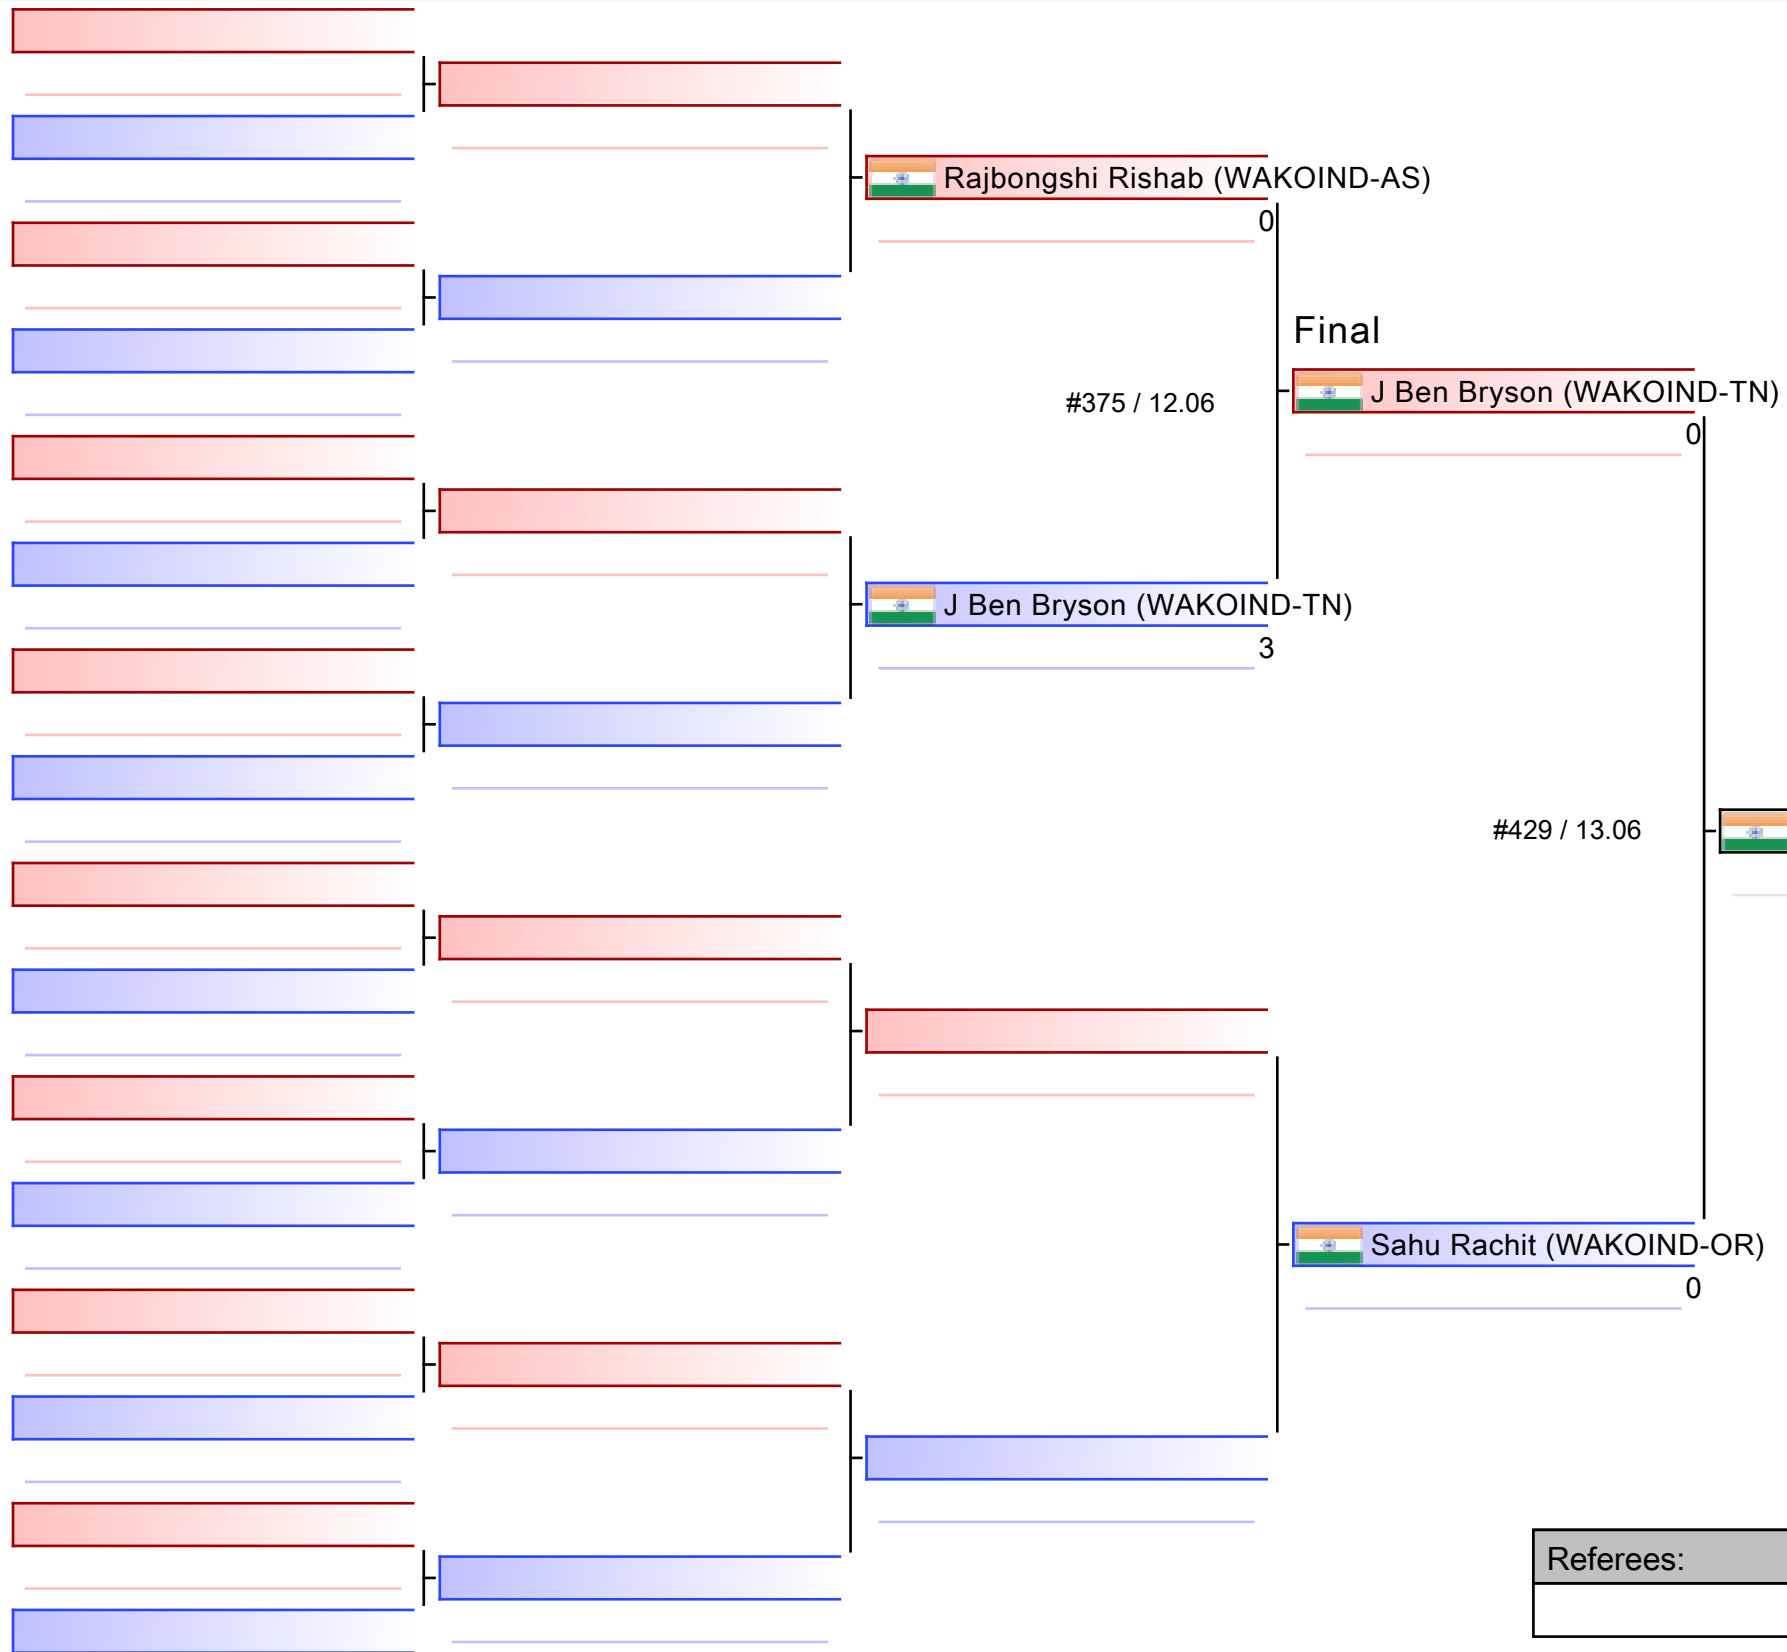 Rajbongshi Rishab (WAKOIND-AS)
0
Final
#375 / 12.06
J Ben Bryson (WAKOIND-TN)
0
J Ben Bryson (WAKOIND-TN)
3
#429 / 13.06
Sahu Rachit (WAKOIND-OR)
0
Referees: